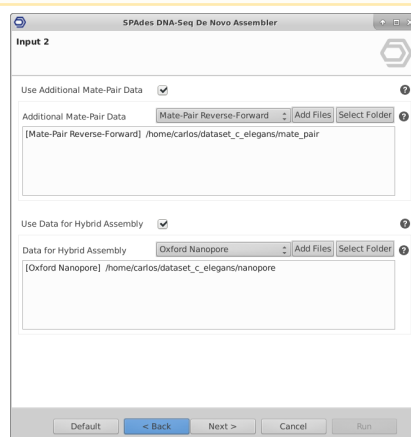 SPAdes DNA-Seq De Novo Assembler
Input 2
Use Additional Mate-Pair Data
Additional Mate-Pair Data Mate-Pair Reverse-Forward Add Files Select Folder
[Mate-Pair Reverse-Forward] /home/carlos/dataset_c_elegans/mate_pair
Use Data for Hybrid Assembly
Data for Hybrid Assembly Oxford Nanopore Add Files Select Folder
[Oxford Nanopore] /home/carlos/dataset_c_elegans/nanopore
Default < Back Next > Cancel Run